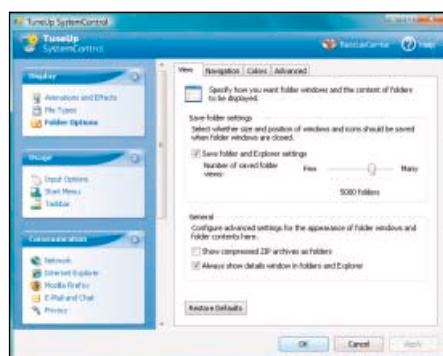 TuneUp SystemControl
TuneUp
SystemControl
Help
Display
Animations and Effects
File Types
Folder Options
Usage
Input Options
Start Menu
Taskbar
Communication
Network
Internet Explorer
Mozilla Firefox
E-Mail and Chat
Privacy
View Navigation Colors Advanced
Specify how you want folder windows and the content of folders
to be displayed.
Save folder settings
Select whether size and position of windows and icons should be saved
when folder windows are closed.
Save folder and Explorer settings
Number of saved folder
views:
Few Many
5000 folders
General
Configure advanced settings for the appearance of folder windows and
folder contents here.
Show compressed ZIP archives as folders
Always show details window in folders and Explorer
Restore Defaults
OK Cancel Apply